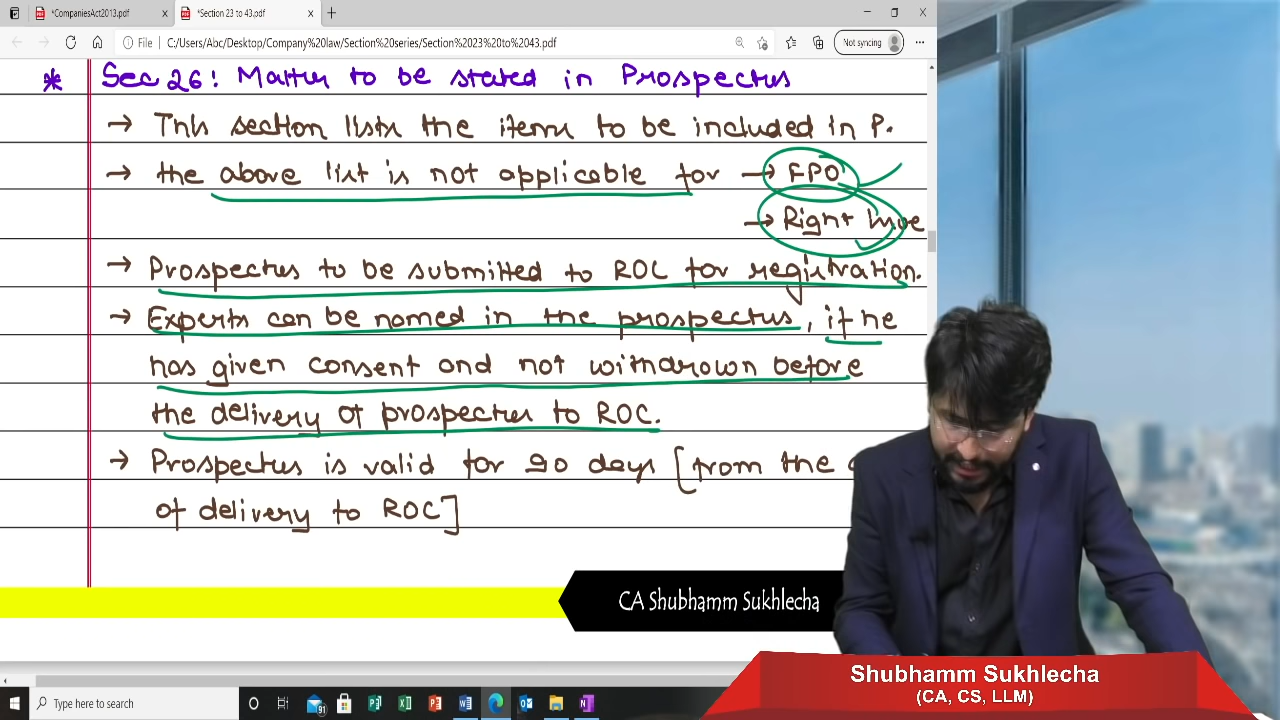 *CompaniesAct2013.pdf
*Section 23 to 43.pdf
File
C:/Users/Abc/Desktop/Company%20law/Section%20series/Section%2023%20to%2043.pdf
Not syncing
* Sec 26: Matter to be stated in Prospectus
→ This section lists the items to be included in P.
→ the above list is not applicable for → FPO
→ Right Issue
→ Prospectus to be submitted to ROC for registration.
→ Experts can be named in the prospectus, if he
has given consent and not withdrawn before
the delivery of prospectus to ROC.
→ Prospectus is valid for 90 days [from the
of delivery to ROC]
CA Shubhamm Sukhlecha
Shubhamm Sukhlecha
(CA, CS, LLM)
Type here to search
91